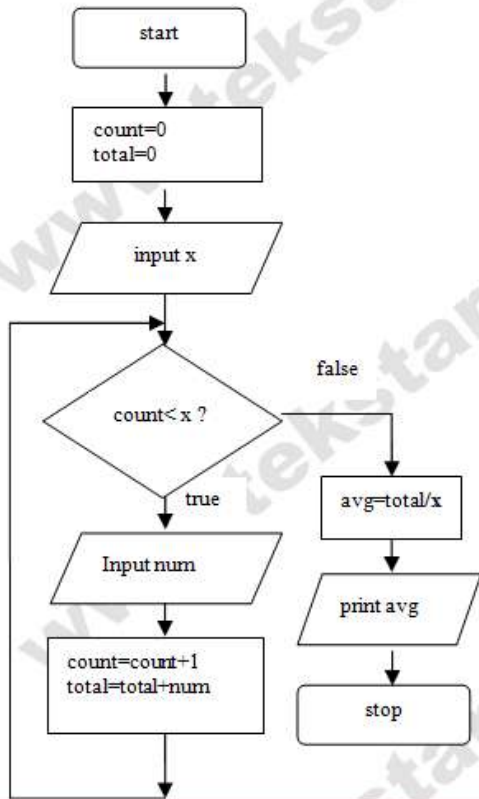 start
count=0
total=0
input x
count< x ?
false
true
avg=total/x
Input num
print avg
count=count+1
total=total+num
stop